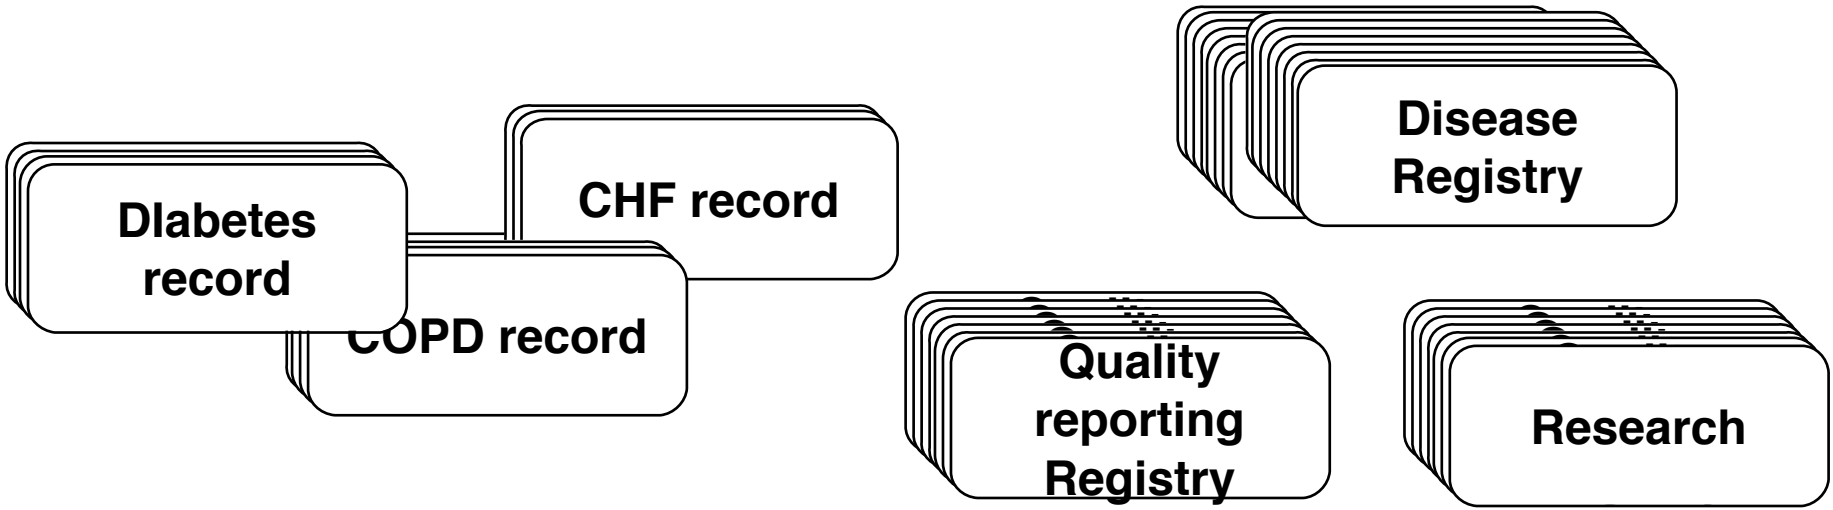 DIabetes
record
CHF record
COPD record
Disease
Registry
Quality
reporting
Registry
Research